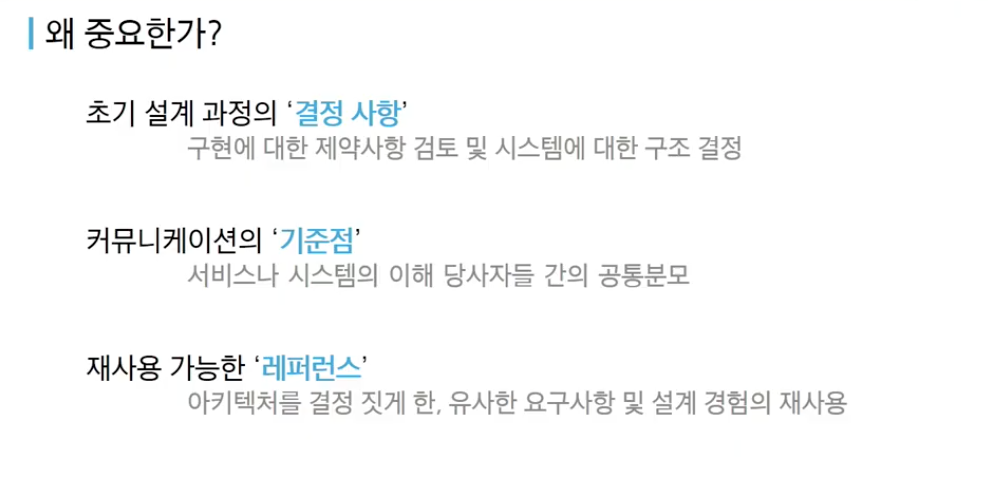 왜 중요한가?
초기 설계 과정의 ‘결정 사항’
구현에 대한 제약사항 검토 및 시스템에 대한 구조 결정
커뮤니케이션의 ‘기준점’
서비스나 시스템의 이해 당사자들 간의 공통분모
재사용 가능한 ‘레퍼런스’
아키텍처를 결정 짓게 한, 유사한 요구사항 및 설계 경험의 재사용